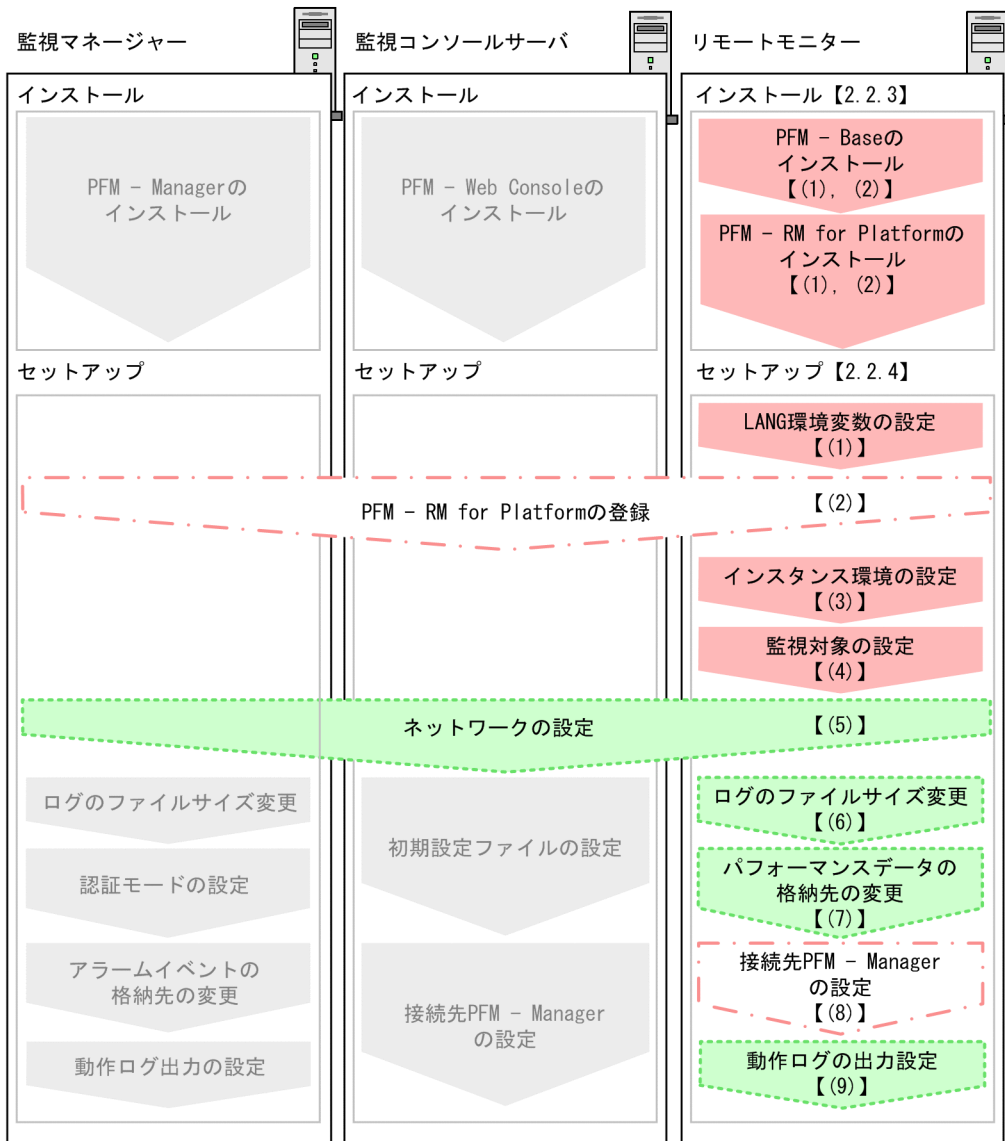 監視マネージャー
インストール
PFM - Managerの
インストール
セットアップ
監視コンソールサーバ
インストール
PFM - Web Consoleの
インストール
セットアップ
リモートモニター
インストール【2.2.3】
PFM - Baseの
インストール
【(1), (2)】
PFM - RM for Platformの
インストール
【(1), (2)】
セットアップ【2.2.4】
LANG環境変数の設定
【(1)】
PFM - RM for Platformの登録
【(2)】
インスタンス環境の設定
【(3)】
監視対象の設定
【(4)】
ネットワークの設定
【(5)】
ログのファイルサイズ変更
認証モードの設定
アラームイベントの
格納先の変更
動作ログ出力の設定
初期設定ファイルの設定
接続先PFM - Manager
の設定
ログのファイルサイズ変更
【(6)】
パフォーマンスデータの
格納先の変更
【(7)】
接続先PFM - Manager
の設定
【(8)】
動作ログの出力設定
【(9)】